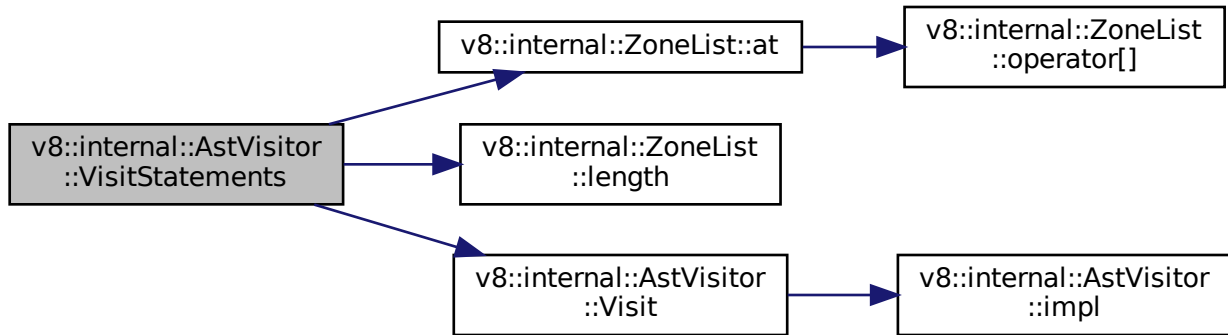 v8::internal::ZoneList::at
v8::internal::ZoneList
::operator[]
v8::internal::AstVisitor
::VisitStatements
v8::internal::ZoneList
::length
v8::internal::AstVisitor
::Visit
v8::internal::AstVisitor
::impl